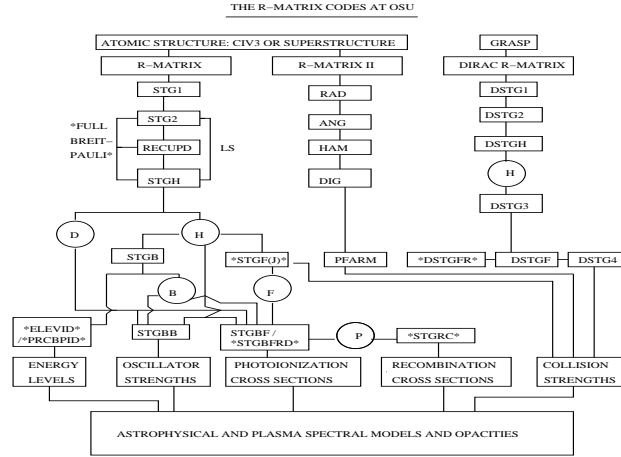 THE R-MATRIX CODES AT OSU
ATOMIC STRUCTURE: CIV3 OR SUPERSTRUCTURE
GRASP
R-MATRIX
R-MATRIX II
DIRAC R-MATRIX
STG1
RAD
DSTG1
STG2
ANG
DSTG2
*FULL
BREIT-
PAULI*
RECUPD
LS
HAM
DSTGH
STGH
DIG
H
DSTG3
D
H
STGB
*STGF(J)*
PFARM
*DSTGFR*
DSTGF
DSTG4
B
F
*ELEVID*
/*PRCBPID*
STGBB
STGBF /
*STGBFRD*
P
*STGRC*
ENERGY
LEVELS
OSCILLATOR
STRENGTHS
PHOTOIONIZATION
CROSS SECTIONS
RECOMBINATION
CROSS SECTIONS
COLLISION
STRENGTHS
ASTROPHYSICAL AND PLASMA SPECTRAL MODELS AND OPACITIES